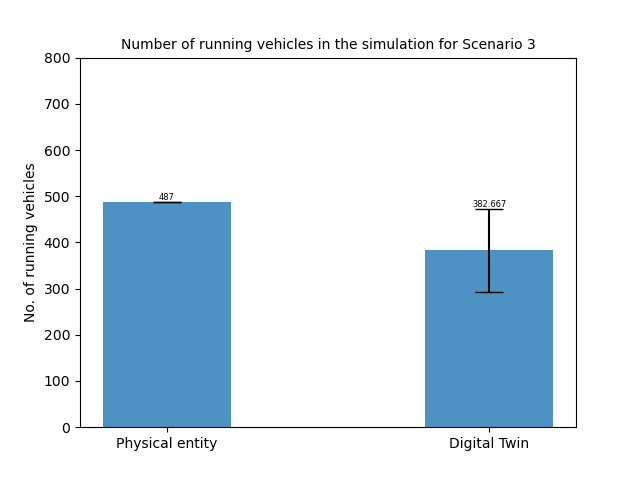 Number of running vehicles in the simulation for Scenario 3
No. of running vehicles
800
700
600
500
400
300
200
100
0
487
382.667
Physical entity
Digital Twin